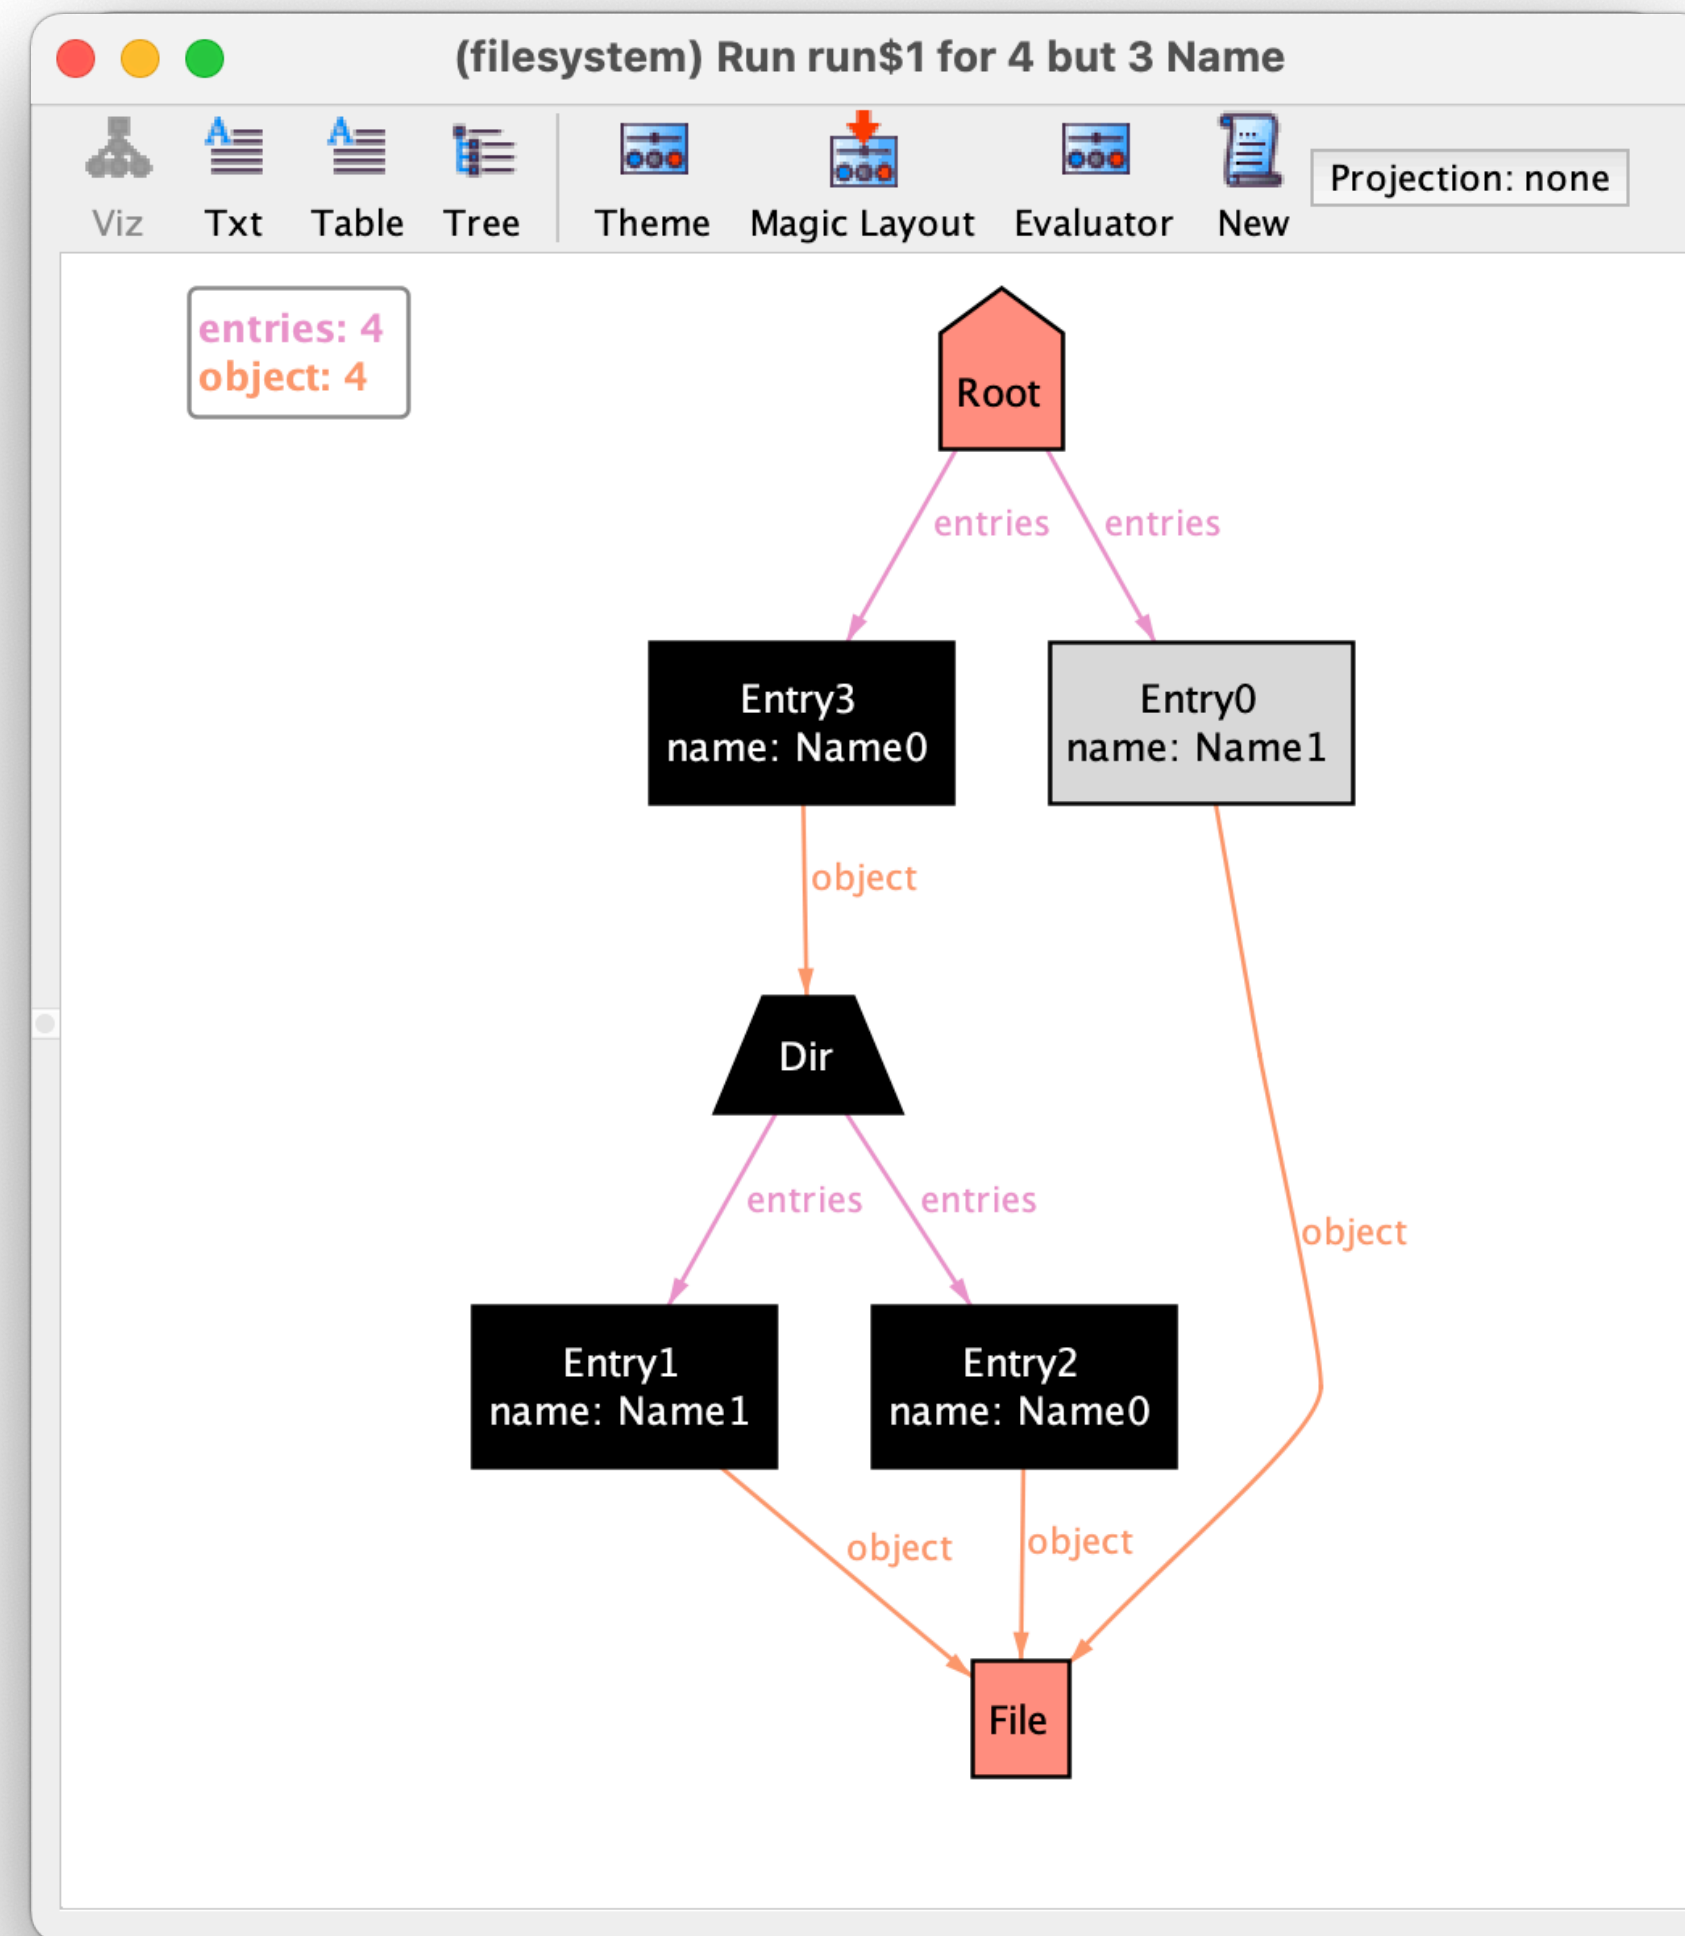 (filesystem) Run run$1 for 4 but 3 Name
Viz Txt Table Tree Theme Magic Layout Evaluator New Projection: none
entries: 4
object: 4
Root
entries entries
Entry3
name: Name0
Entry0
name: Name1
object
Dir
entries entries
object
Entry1
name: Name1
Entry2
name: Name0
object object
File